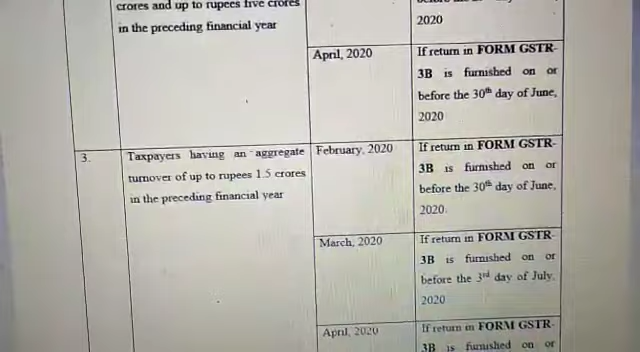 crores and up to rupees five crores
in the preceding financial year
2020
April, 2020
If return in FORM GSTR-
3B is furnished on or
before the 30th day of June,
2020
3.
Taxpayers having an aggregate
turnover of up to rupees 1.5 crores
in the preceding financial year
February, 2020
If return in FORM GSTR-
3B is furnished on or
before the 30th day of June,
2020.
March, 2020
If return in FORM GSTR-
3B is furnished on or
before the 3rd day of July,
2020
April, 2020
If return in FORM GSTR-
3B is furnished on or